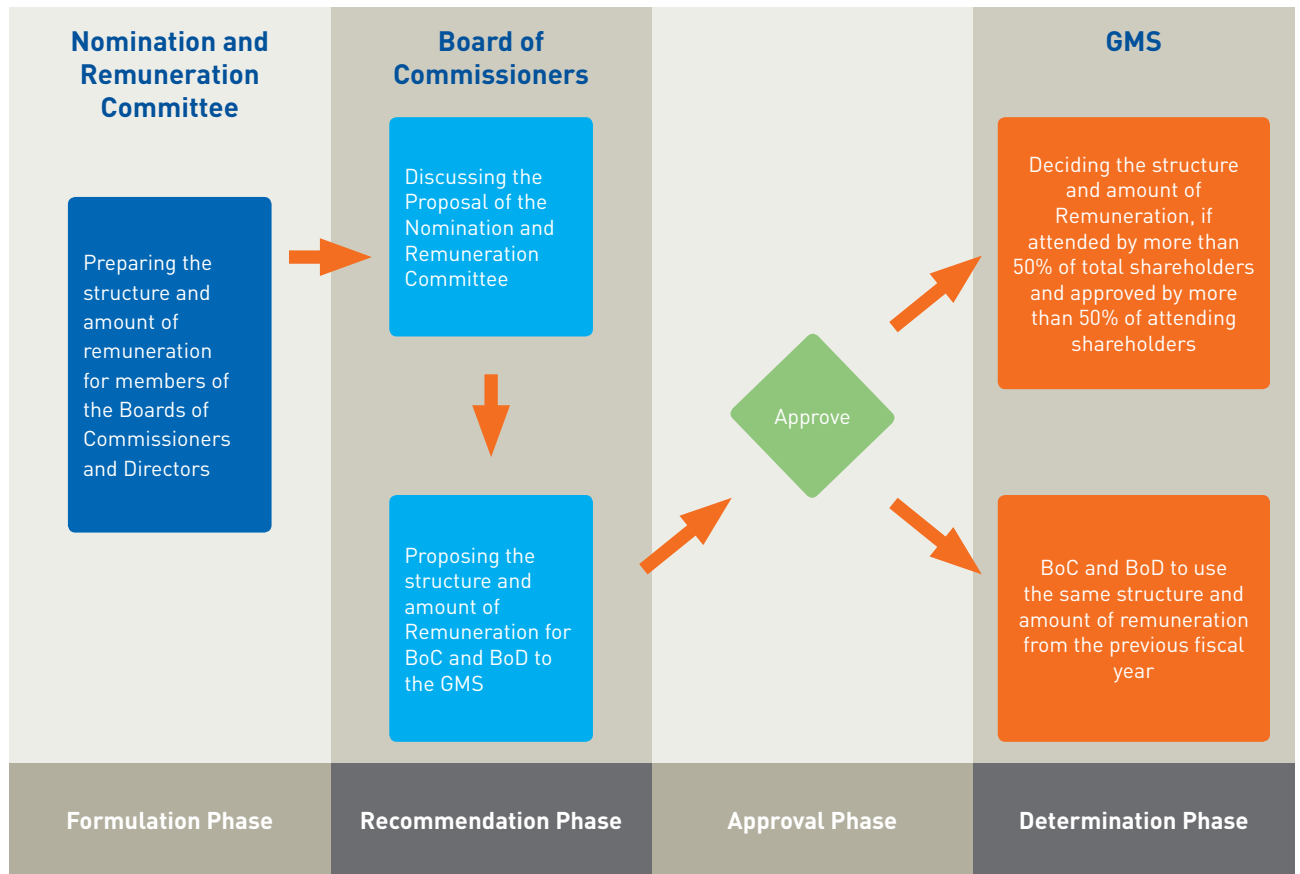 Nomination and
Remuneration
Committee
Preparing the
structure and
amount of
remuneration
for members of
the Boards of
Commissioners
and Directors
Formulation Phase
Board of
Commissioners
Discussing the
Proposal of the
Nomination and
Remuneration
Committee
Proposing the
structure and
amount of
Remuneration for
BoC and BoD to
the GMS
Recommendation Phase
Approve
Approval Phase
GMS
Deciding the structure
and amount of
Remuneration, if
attended by more than
50% of total shareholders
and approved by more
than 50% of attending
shareholders
BoC and BoD to use
the same structure and
amount of remuneration
from the previous fiscal
year
Determination Phase